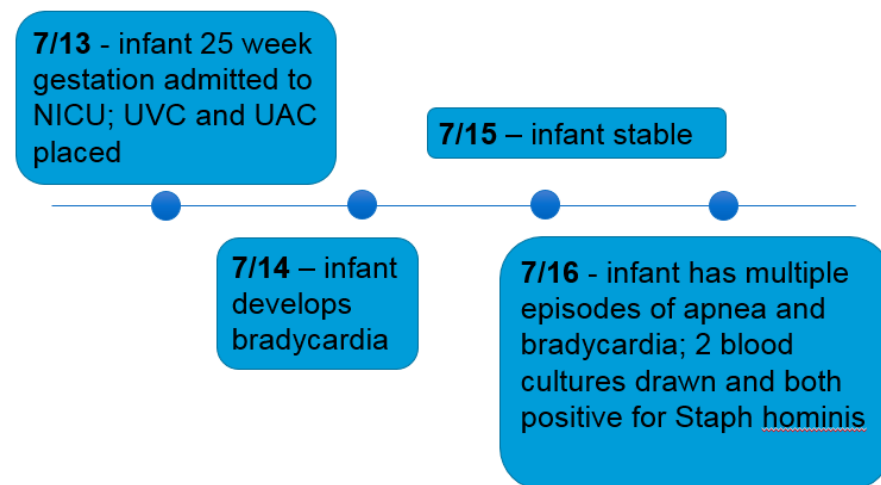 7/13 - infant 25 week
gestation admitted to
NICU; UVC and UAC
placed
7/14 – infant
develops
bradycardia
7/15 – infant stable
7/16 - infant has multiple
episodes of apnea and
bradycardia; 2 blood
cultures drawn and both
positive for Staph hominis